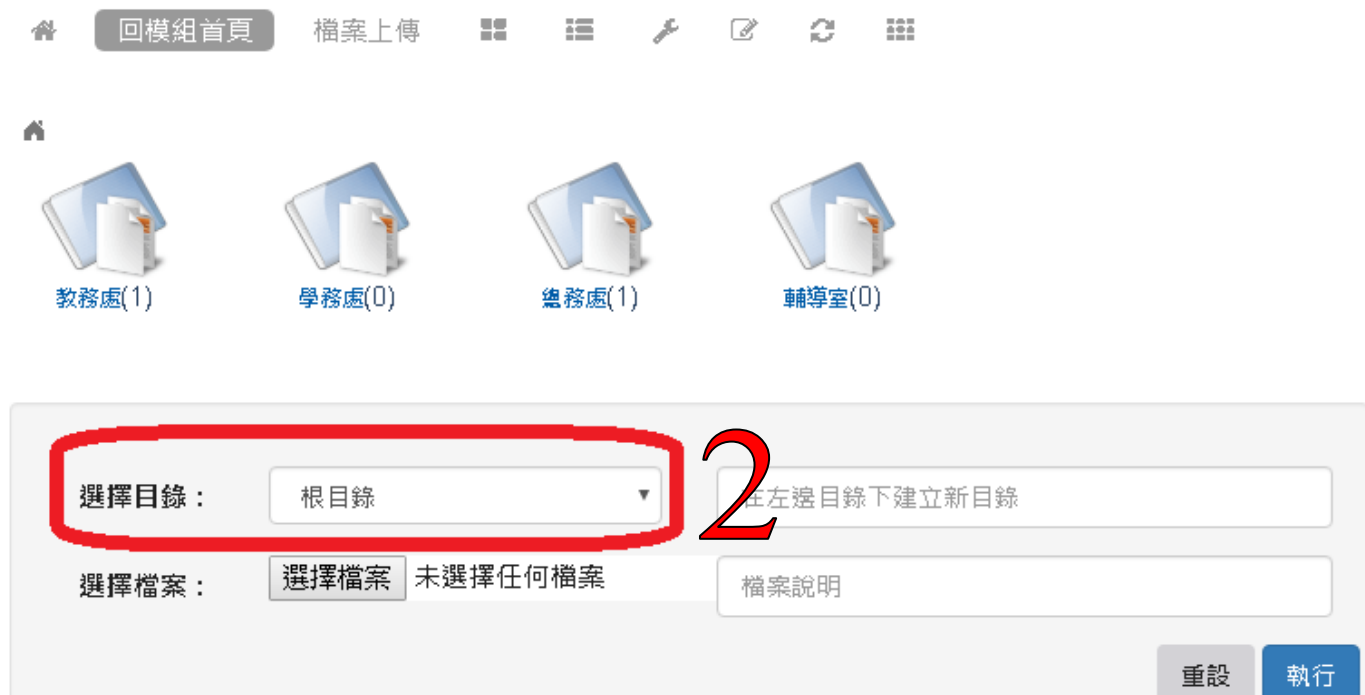 回模組首頁 檔案上傳
教務處(1) 學務處(0) 總務處(1) 輔導室(0)
選擇目錄： 根目錄 在左邊目錄下建立新目錄
2
選擇檔案： 選擇檔案 未選擇任何檔案 檔案說明
重設 執行